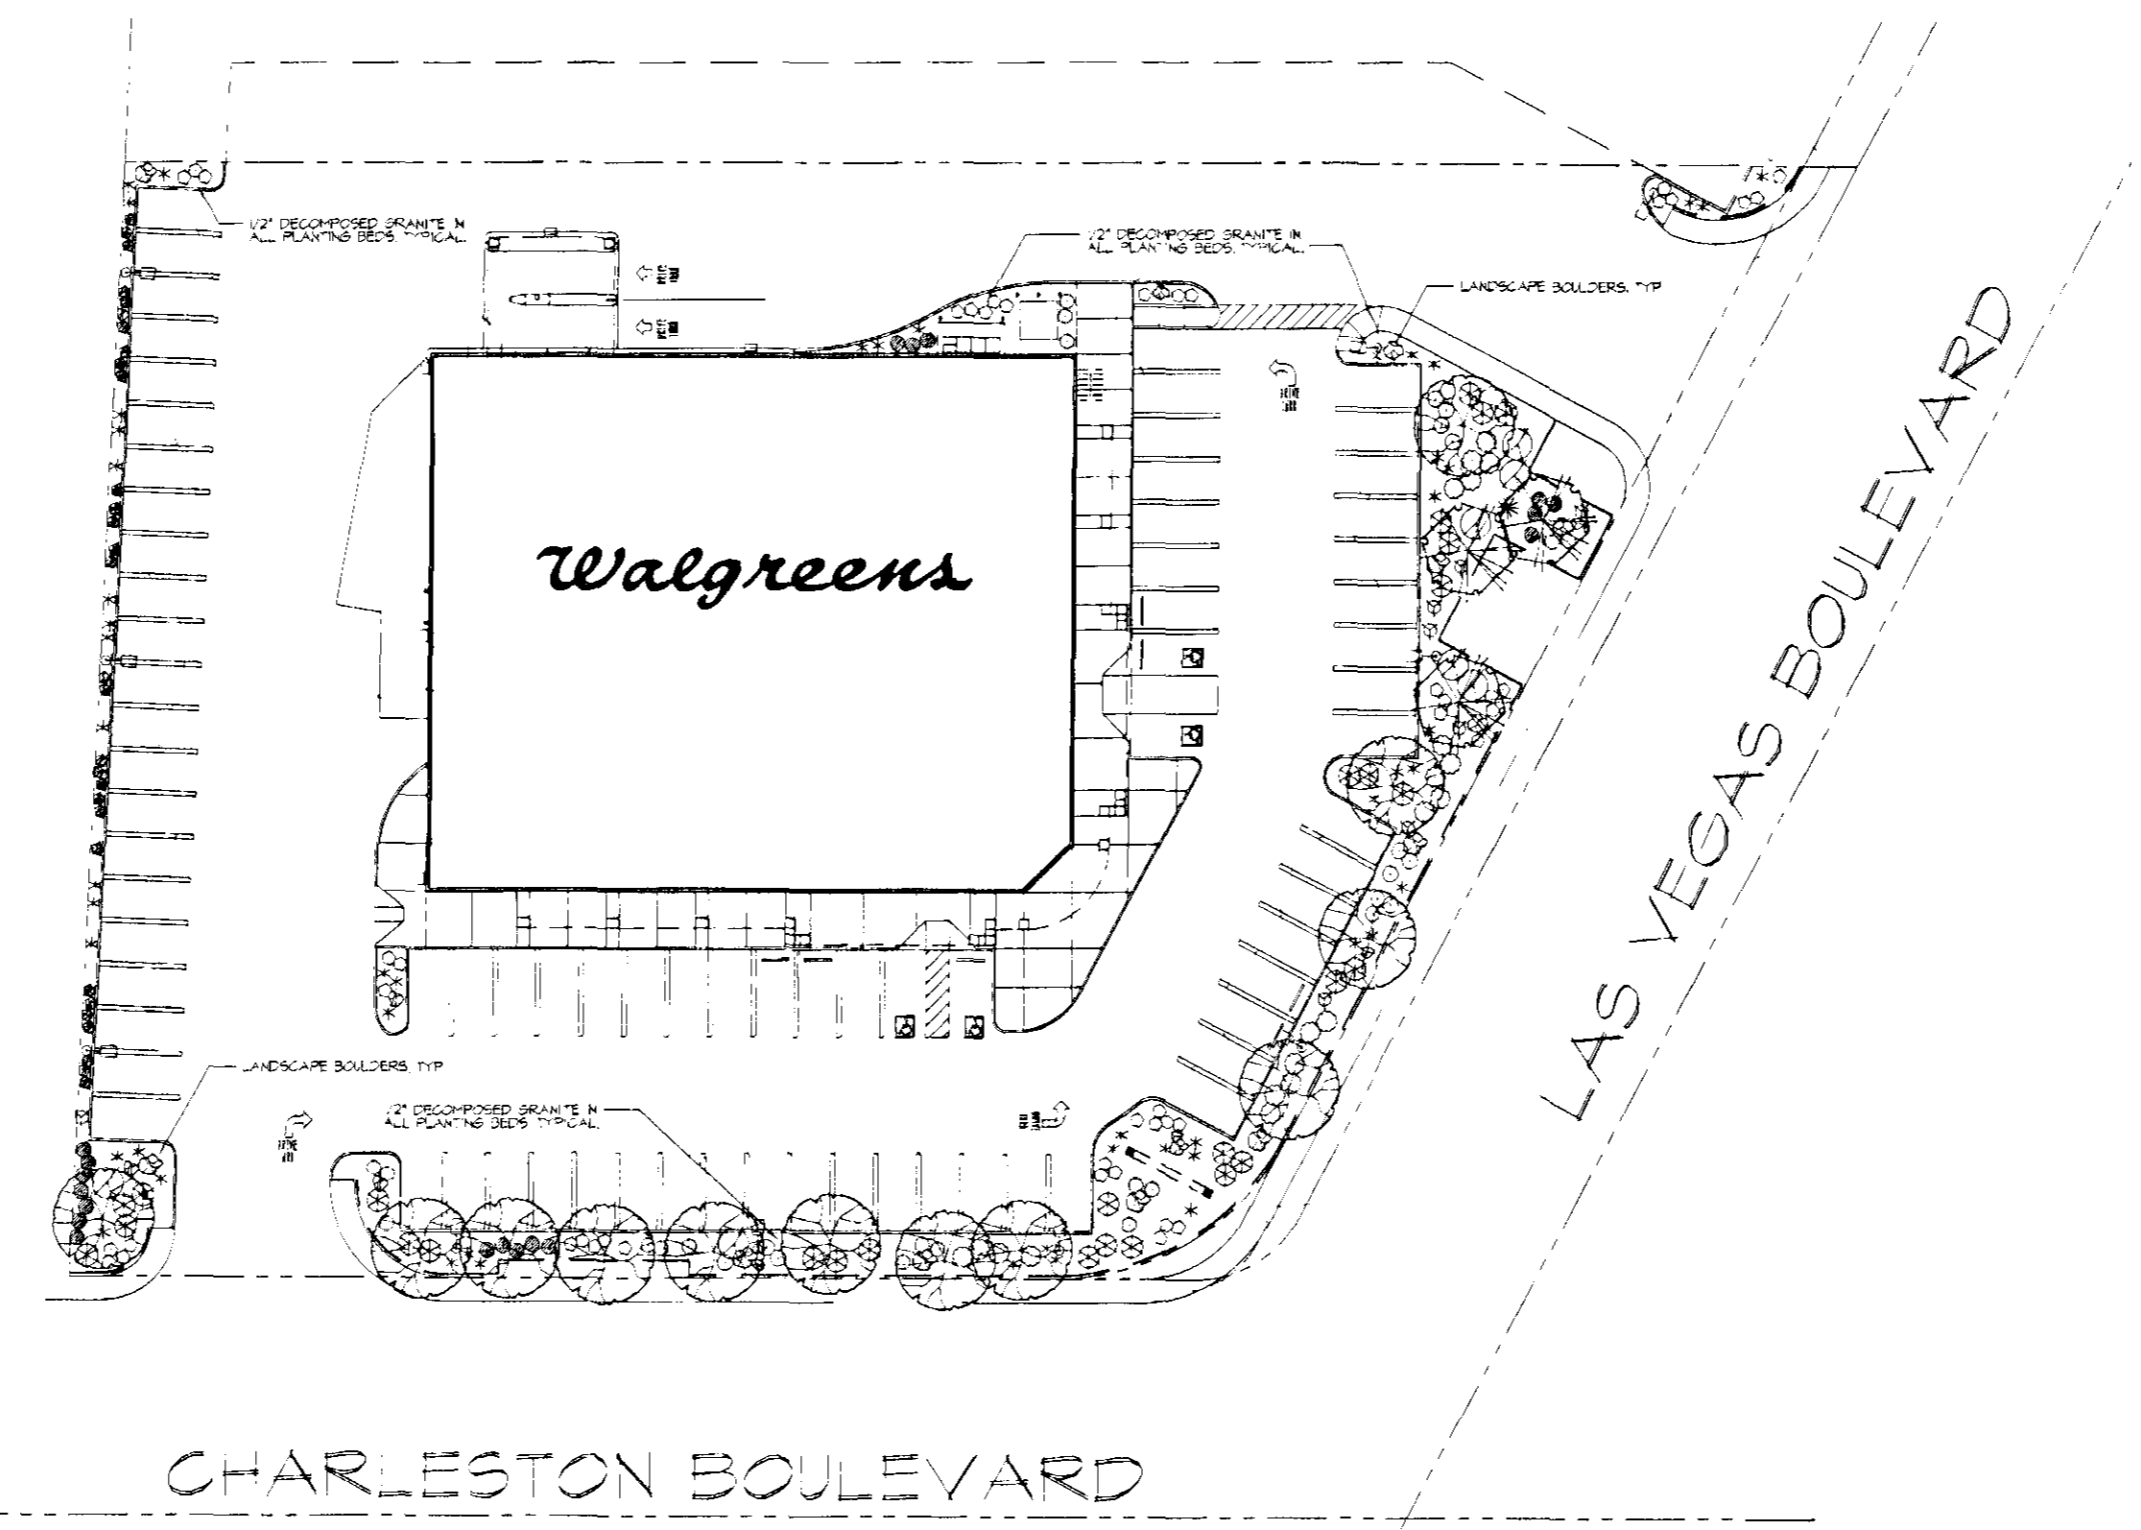 1/2" DECOMPOSED GRANITE IN
ALL PLANTING BEDS, TYPICAL.
1/2" DECOMPOSED GRANITE IN
ALL PLANTING BEDS, TYPICAL.
LANDSCAPE BOULDERS, TYP
Walgreens
LAS VEGAS BOULEVARD
LANDSCAPE BOULDERS, TYP
1/2" DECOMPOSED GRANITE IN
ALL PLANTING BEDS, TYPICAL.
CHARLESTON BOULEVARD